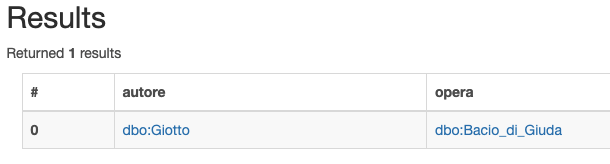 Results
Returned 1 results
# autore opera
0 dbo:Giotto dbo:Bacio_di_Giuda